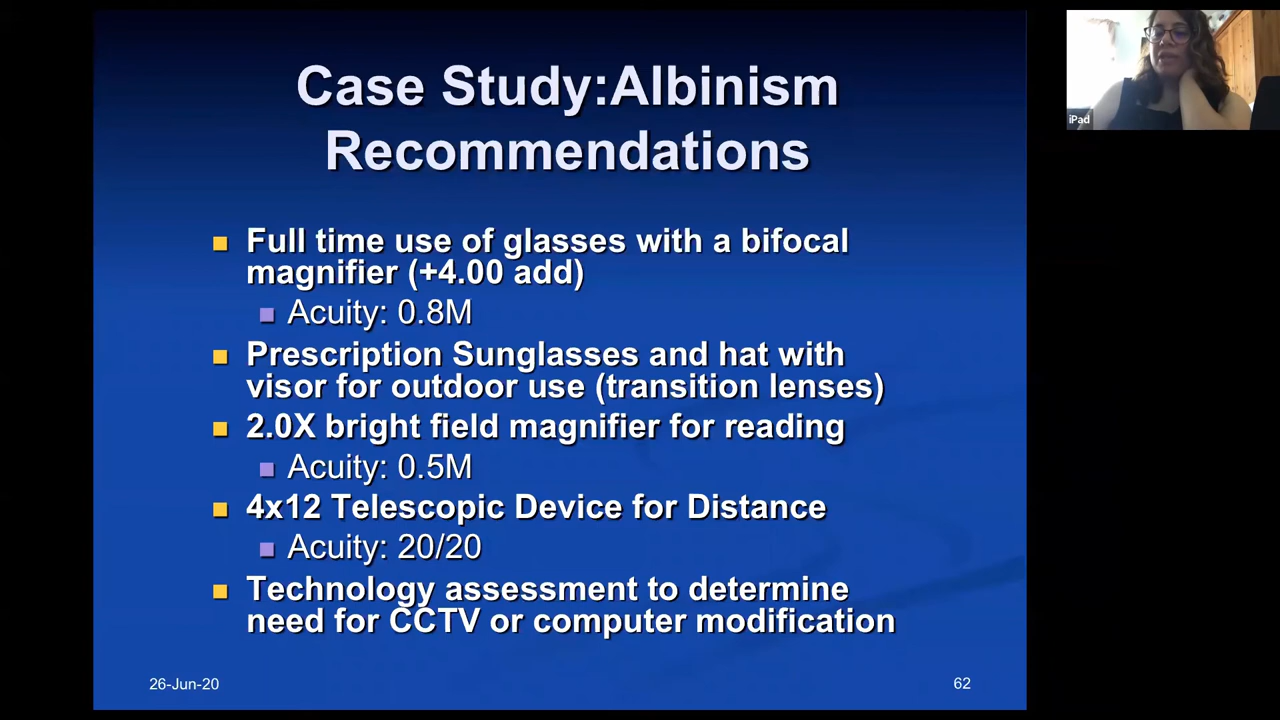 Case Study:Albinism
Recommendations
Full time use of glasses with a bifocal
magnifier (+4.00 add)
Acuity: 0.8M
Prescription Sunglasses and hat with
visor for outdoor use (transition lenses)
2.0X bright field magnifier for reading
Acuity: 0.5M
4x12 Telescopic Device for Distance
Acuity: 20/20
Technology assessment to determine
need for CCTV or computer modification
26-Jun-20
62
iPad